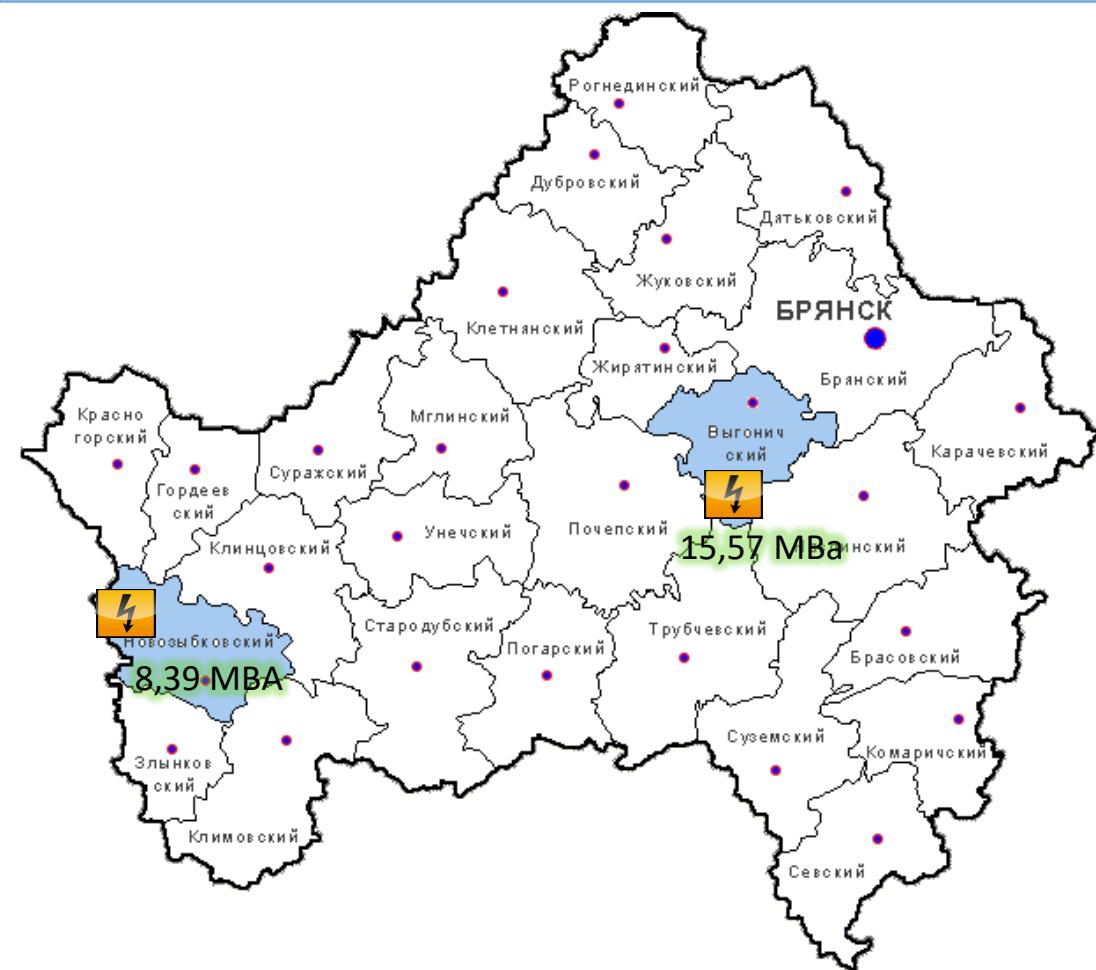 Рогнединский
Дубровский
Дятьковский
Жуковский
БРЯНСК
Клетнянский
Жирятинский
Брянский
Красно
горский
Мглинский
Выгонич
ский
Карачевский
Суражский
Гордеев
ский
Унечский
Почепский
Клинцовский
15,57 МВа
инский
Стародубский
Трубчевский
Новозыбковский
Погарский
Брасовский
8,39 МВА
Суземский
Комаричский
Злынков
ский
Климовский
Севский